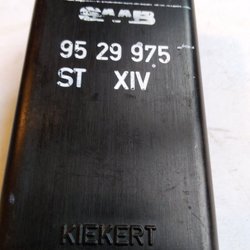 SAAB
95 29 975
ST XIV
KIEKERT